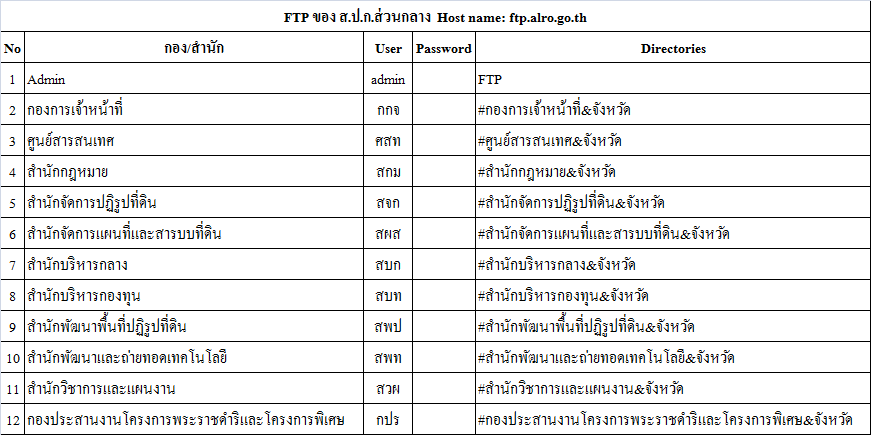 FTP ของ ส.ป.ก.ส่วนกลาง Host name: ftp.alro.go.th
No กอง/สำนัก User Password Directories
1 Admin admin FTP
2 กองการเจ้าหน้าที่ กกจ #กองการเจ้าหน้าที่&จังหวัด
3 ศูนย์สารสนเทศ ศสท #ศูนย์สารสนเทศ&จังหวัด
4 สำนักกฎหมาย สกม #สำนักกฎหมาย&จังหวัด
5 สำนักจัดการปฏิรูปที่ดิน สจก #สำนักจัดการปฏิรูปที่ดิน&จังหวัด
6 สำนักจัดการแผนที่และสารบบที่ดิน สผส #สำนักจัดการแผนที่และสารบบที่ดิน&จังหวัด
7 สำนักบริหารกลาง สบก #สำนักบริหารกลาง&จังหวัด
8 สำนักบริหารกองทุน สบท #สำนักบริหารกองทุน&จังหวัด
9 สำนักพัฒนาพื้นที่ปฏิรูปที่ดิน สพป #สำนักพัฒนาพื้นที่ปฏิรูปที่ดิน&จังหวัด
10 สำนักพัฒนาและถ่ายทอดเทคโนโลยี สพท #สำนักพัฒนาและถ่ายทอดเทคโนโลยี&จังหวัด
11 สำนักวิชาการและแผนงาน สวผ #สำนักวิชาการและแผนงาน&จังหวัด
12 กองประสานงานโครงการพระราชดำริและโครงการพิเศษ กปร #กองประสานงานโครงการพระราชดำริและโครงการพิเศษ&จังหวัด